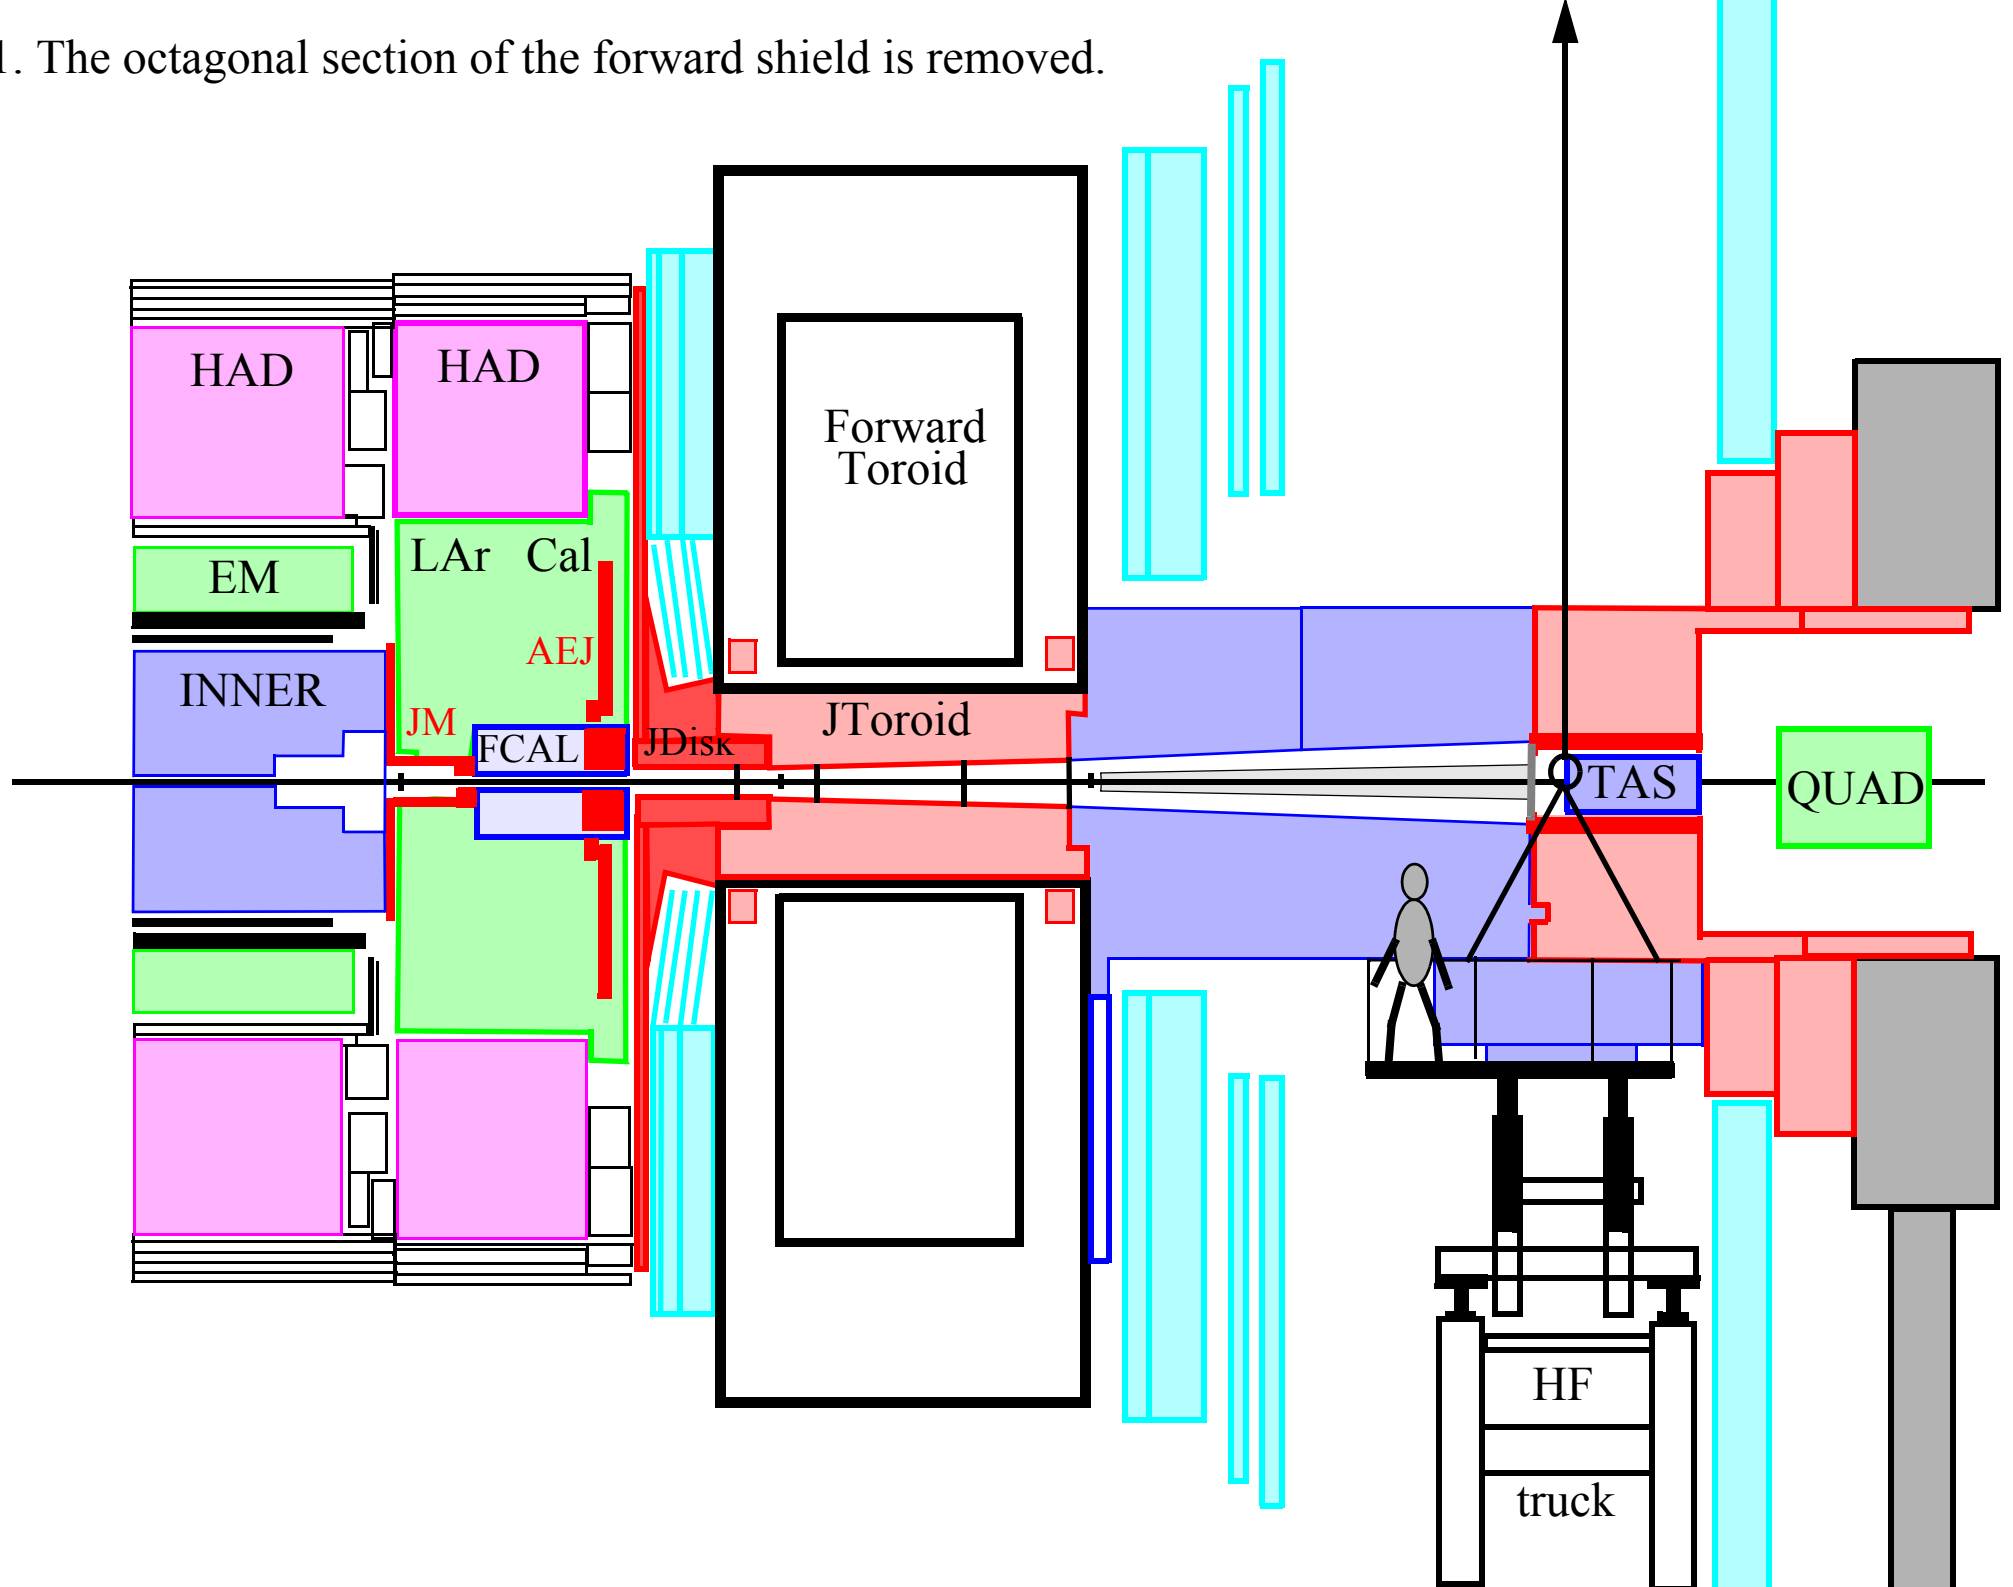 1. The octagonal section of the forward shield is removed.
HAD
HAD
Forward
Toroid
LAr Cal
EM
AEJ
INNER
JM
FCAL
JDisk
JToroid
TAS
QUAD
HF
truck